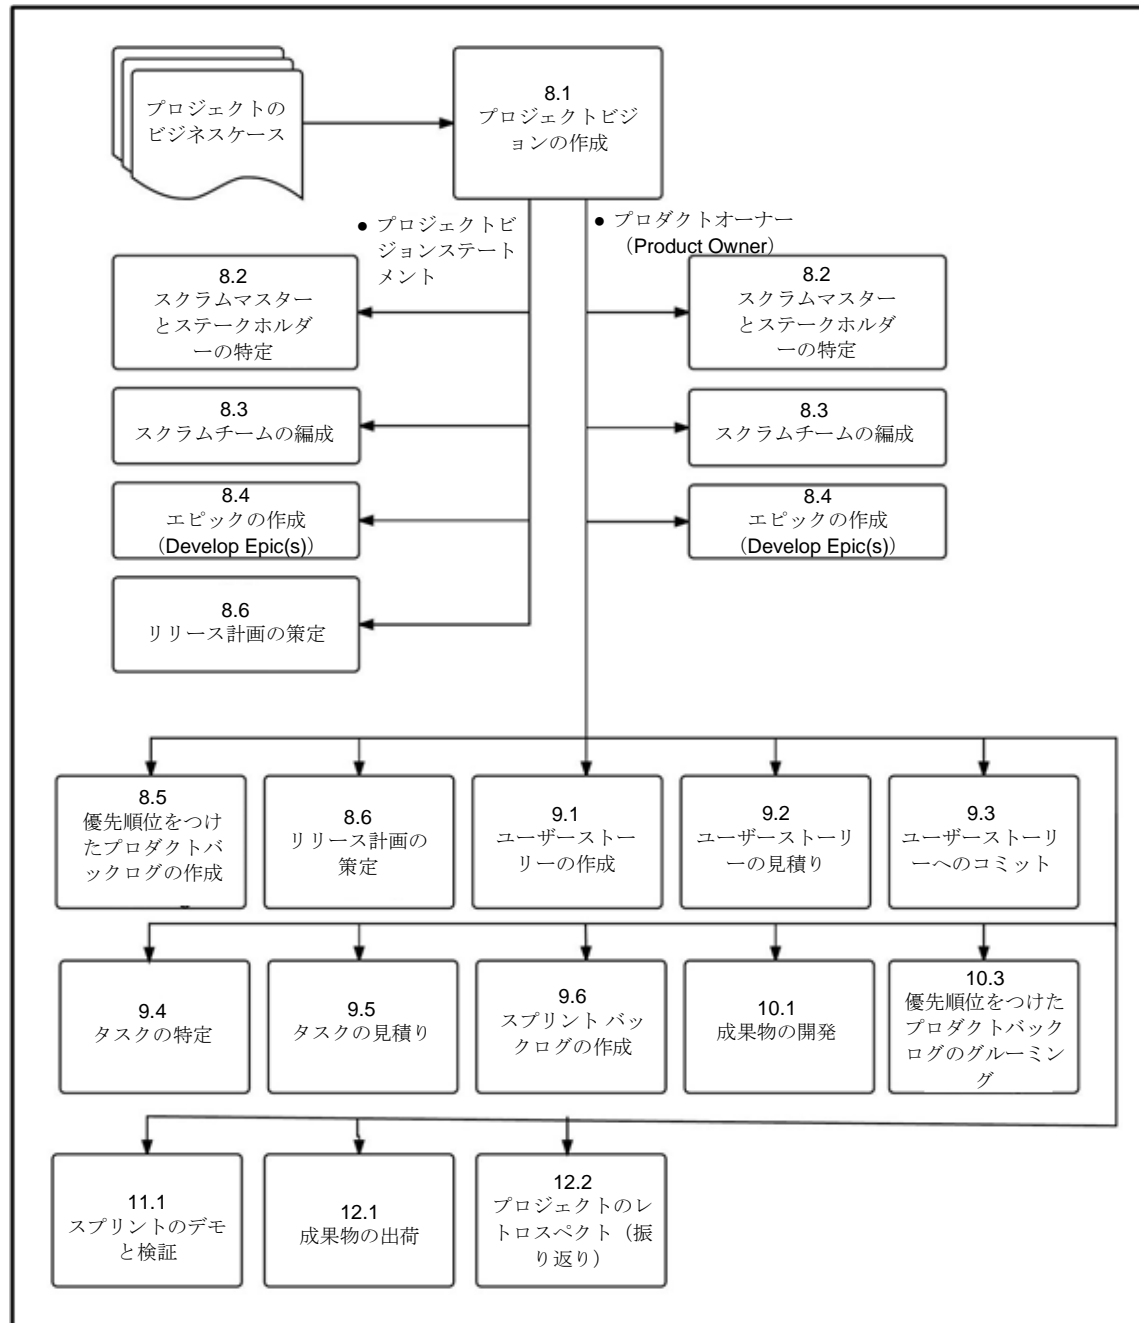 プロジェクトの
ビジネスケース
8.1
プロジェクトビジ
ョンの作成
● プロジェクトビ
ジョンステート
メント
● プロダクトオーナー
（Product Owner）
8.2
スクラムマスター
とステークホルダ
ーの特定
8.2
スクラムマスター
とステークホルダ
ーの特定
8.3
スクラムチームの編成
8.3
スクラムチームの編成
8.4
エピックの作成
（Develop Epic(s)）
8.4
エピックの作成
（Develop Epic(s)）
8.6
リリース計画の策定
8.5
優先順位をつけ
たプロダクトバ
ックログの作成
8.6
リリース計画の
策定
9.1
ユーザーストー
リーの作成
9.2
ユーザーストーリ
ーの見積り
9.3
ユーザーストーリ
ーへのコミット
9.4
タスクの特定
9.5
タスクの見積り
9.6
スプリント バッ
クログの作成
10.1
成果物の開発
10.3
優先順位をつけた
プロダクトバック
ログのグルーミン
グ
11.1
スプリントのデモ
と検証
12.1
成果物の出荷
12.2
プロジェクトのレ
トロスペクト（振
り返り）